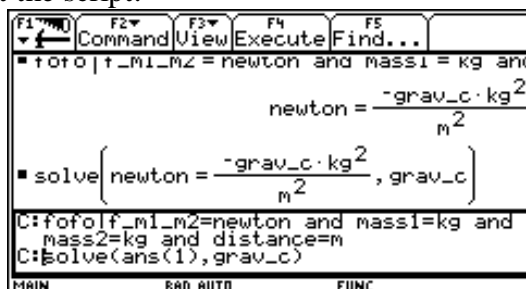 t the script.
F1 F2 F3 F4 F5
Command View Execute Find...
▪ fofo|f_m1_m2 = newton and mass1 = kg and
newton = -grav_c·kg²/m²
▪ solve(newton = -grav_c·kg²/m², grav_c)
C:fofo|f_m1_m2=newton and mass1=kg and
mass2=kg and distance=m
C:solve(ans(1),grav_c)
MAIN RAD AUTO FUNC